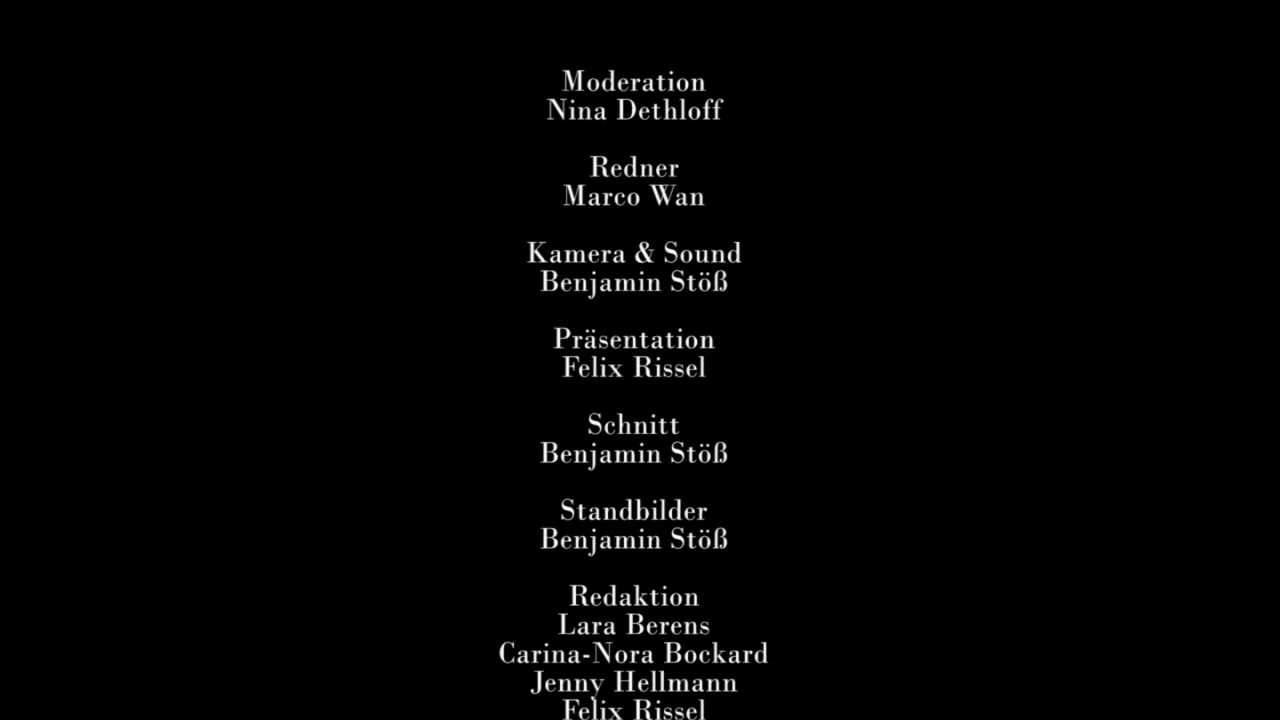 Moderation
Nina Dethloff
Redner
Marco Wan
Kamera & Sound
Benjamin Stöß
Präsentation
Felix Rissel
Schnitt
Benjamin Stöß
Standbilder
Benjamin Stöß
Redaktion
Lara Berens
Carina-Nora Bockard
Jenny Hellmann
Felix Rissel